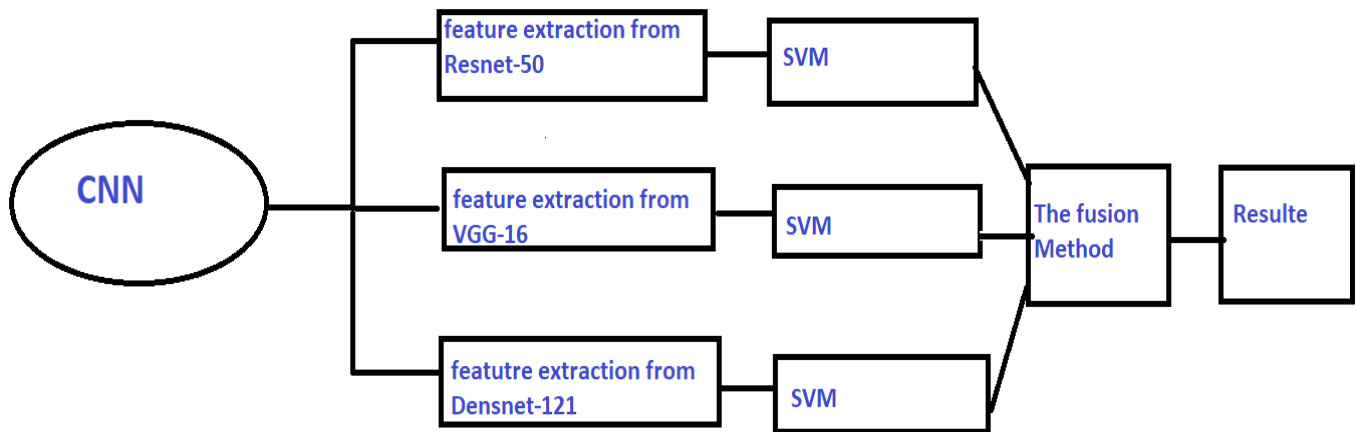 CNN
feature extraction from
Resnet-50
SVM
feature extraction from
VGG-16
SVM
featutre extraction from
Densnet-121
SVM
The fusion
Method
Resulte